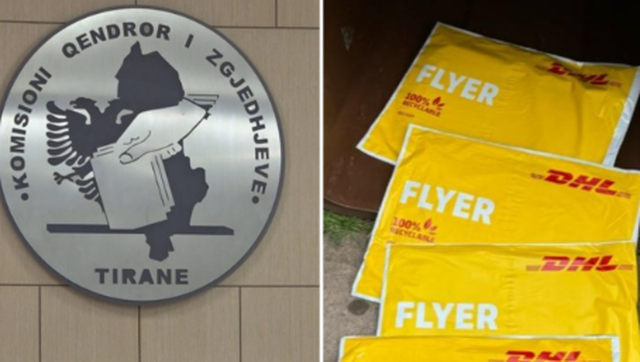 •KOMISIONI QENDROR I ZGJEDHJEVE•
TIRANE
DHL
FLYER
100%
RECYCLABLE
DHL
FLYER
100%
RECYCLABLE
DHL
FLYER
DHL